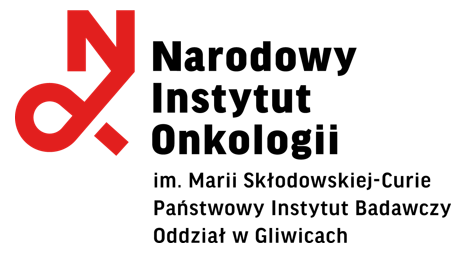 Narodowy
Instytut
Onkologii
im. Marii Skłodowskiej-Curie
Państwowy Instytut Badawczy
Oddział w Gliwicach